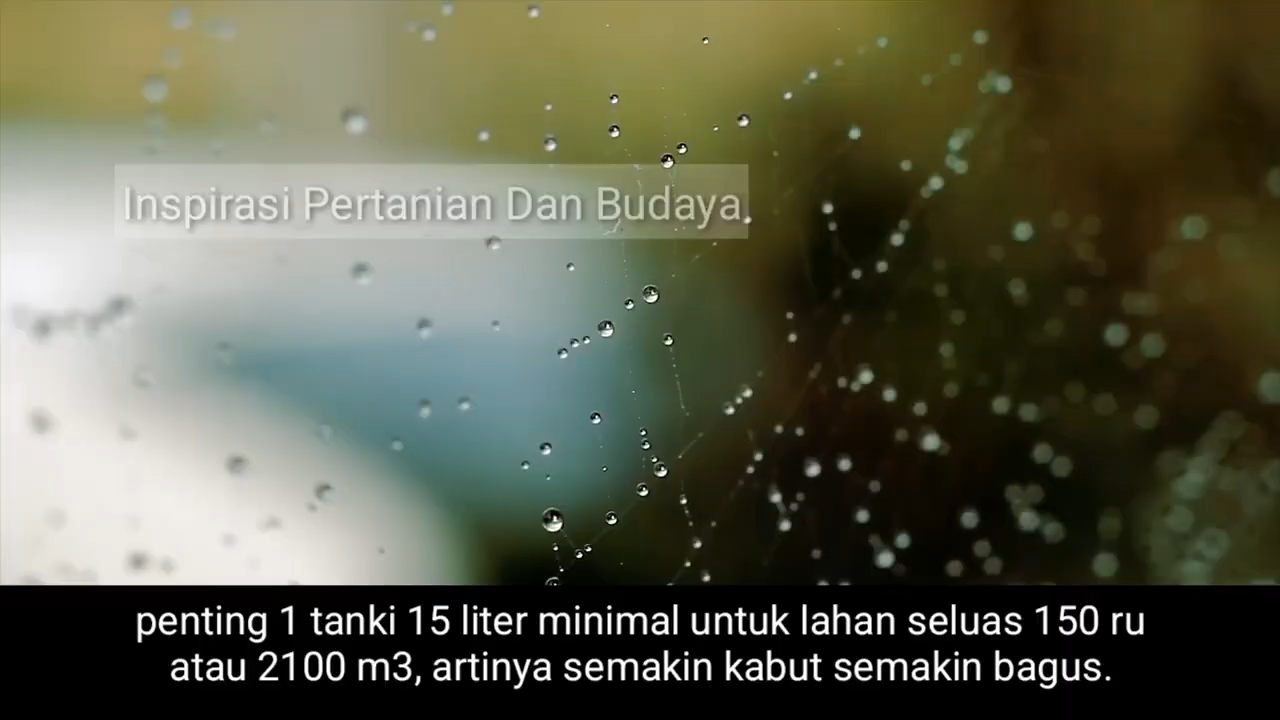 Inspirasi Pertanian Dan Budaya
penting 1 tanki 15 liter minimal untuk lahan seluas 150 ru
atau 2100 m3, artinya semakin kabut semakin bagus.